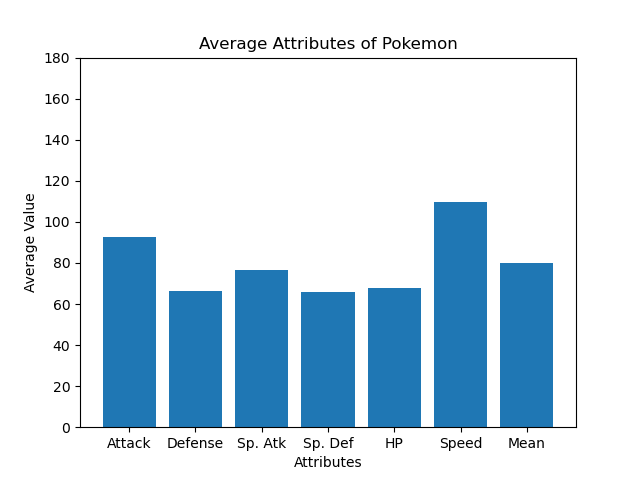 Average Attributes of Pokemon
180
160
140
120
100
80
60
40
20
0
Average Value
Attack Defense Sp. Atk Sp. Def HP Speed Mean
Attributes